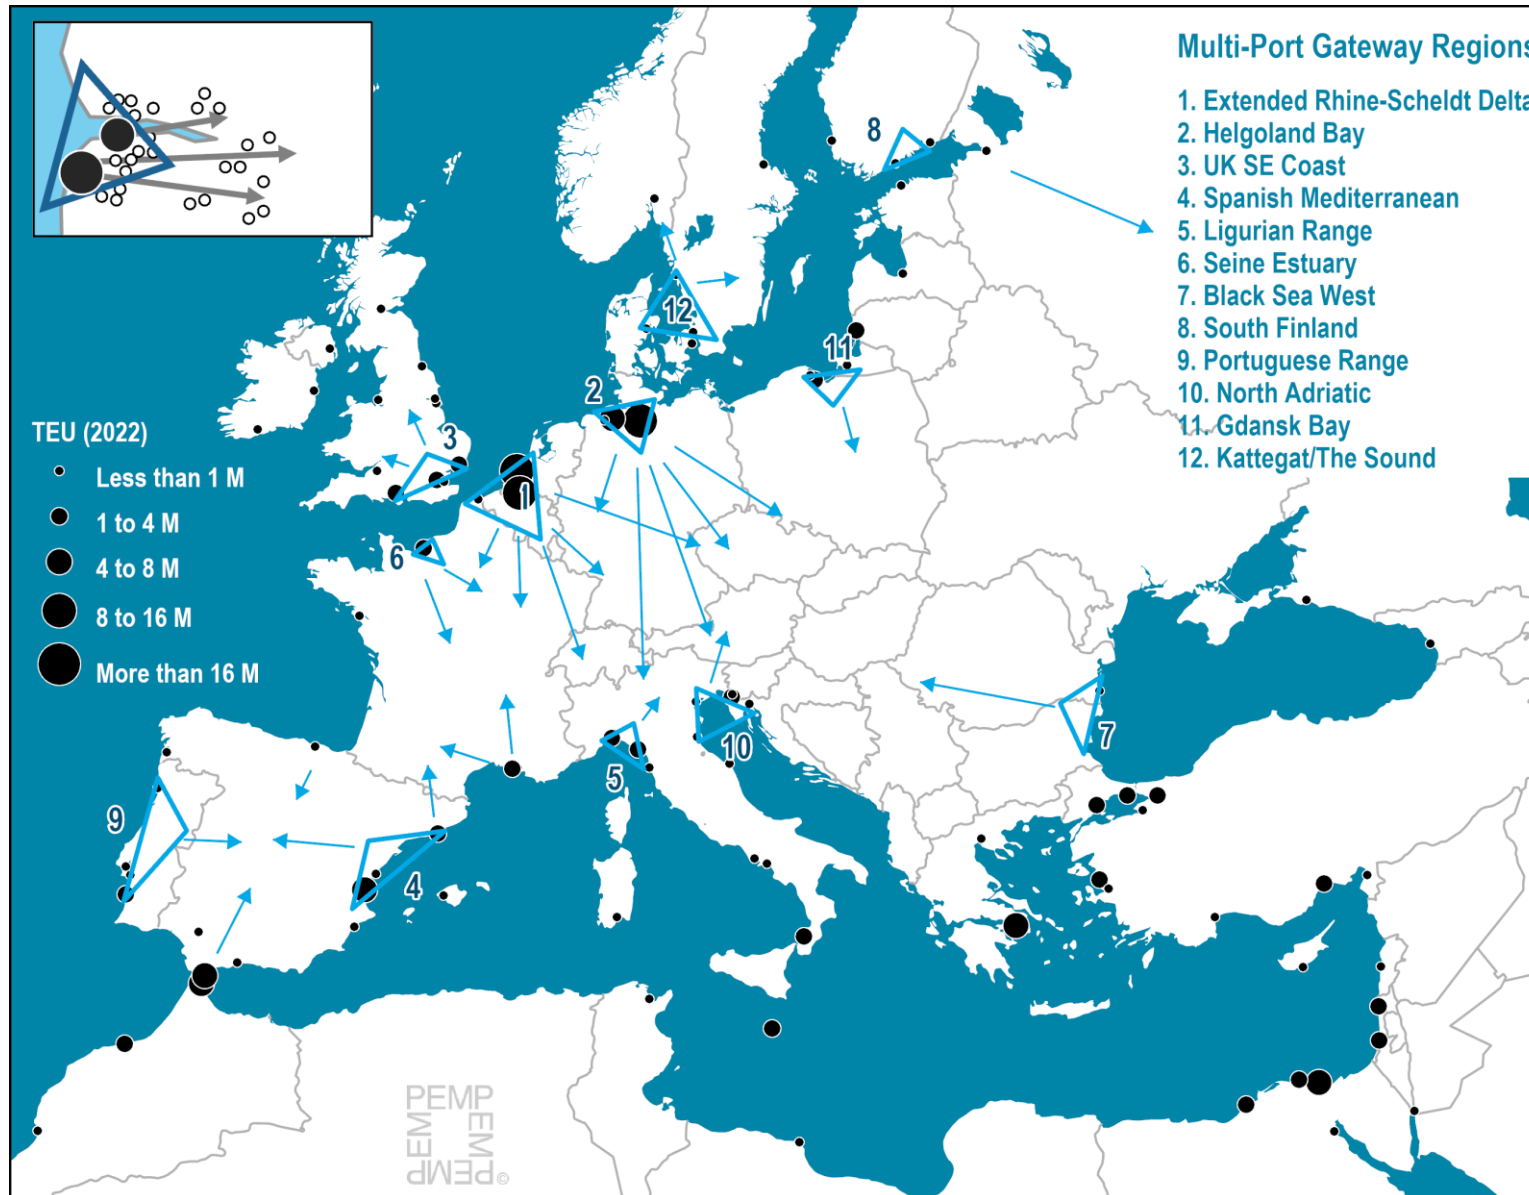 Multi-Port Gateway Regions
1. Extended Rhine-Scheldt Delta
2. Helgoland Bay
3. UK SE Coast
4. Spanish Mediterranean
5. Ligurian Range
6. Seine Estuary
7. Black Sea West
8. South Finland
9. Portuguese Range
10. North Adriatic
11. Gdansk Bay
12. Kattegat/The Sound
8
12
11
2
3
1
6
TEU (2022)
Less than 1 M
1 to 4 M
4 to 8 M
8 to 16 M
More than 16 M
7
10
5
9
4
PEMP
PEMP
PEMP
PEMP ©